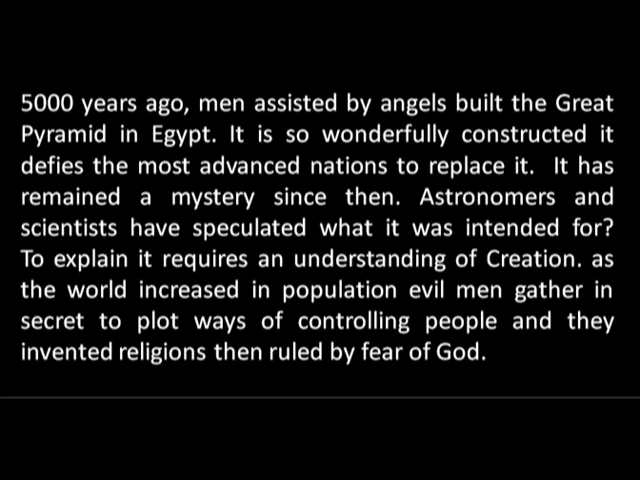 5000 years ago, men assisted by angels built the Great
Pyramid in Egypt. It is so wonderfully constructed it
defies the most advanced nations to replace it. It has
remained a mystery since then. Astronomers and
scientists have speculated what it was intended for?
To explain it requires an understanding of Creation. as
the world increased in population evil men gather in
secret to plot ways of controlling people and they
invented religions then ruled by fear of God.